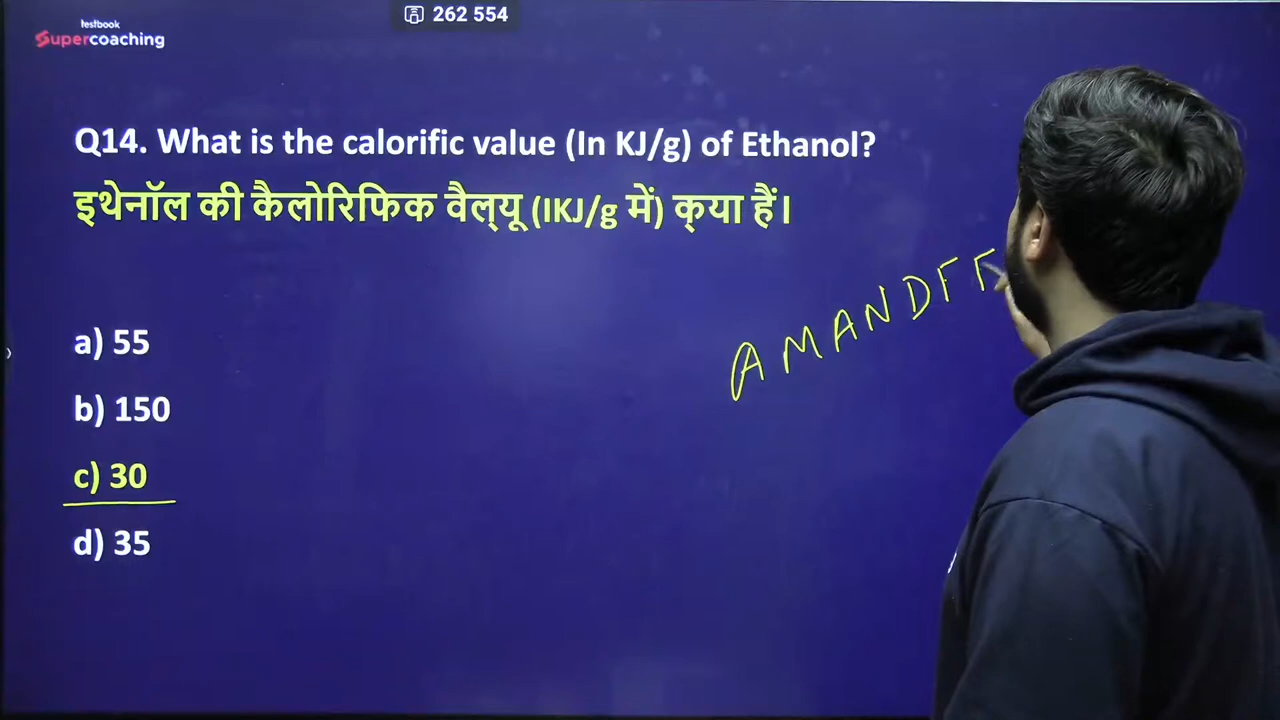 testbook
Supercoaching
262 554
Q14. What is the calorific value (In KJ/g) of Ethanol?
इथेनॉल की कैलोरिफिक वैल्यू (IKJ/g में) क्या हैं।
a) 55
b) 150
c) 30
d) 35
AMANDFF